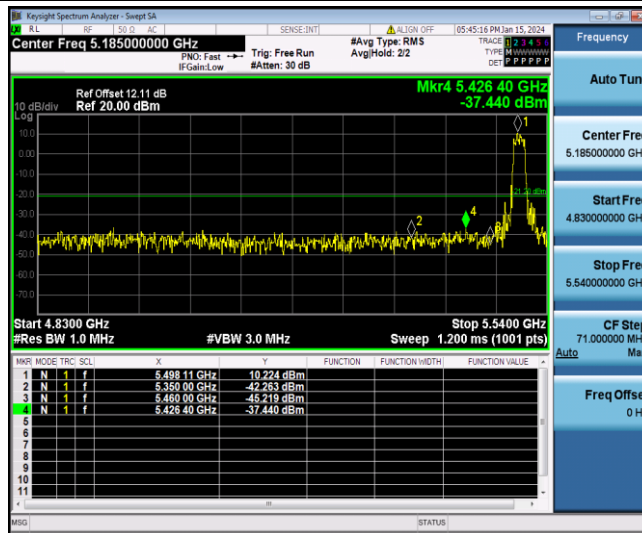 Keysight Spectrum Analyzer - Swept SA
RL RF 50 Ω AC SENSE:INT ALIGN OFF 05:45:16 PM Jan 15, 2024
Center Freq 5.185000000 GHz
PNO: Fast
IFGain:Low
Trig: Free Run
#Atten: 30 dB
#Avg Type: RMS
Avg|Hold: 2/2
TRACE 1 2 3 4 5 6
TYPE M W W W W W
DET P P P P P P
Frequency
Auto Tun
Center Fre
5.185000000 GH
Start Fre
4.830000000 GH
Stop Fre
5.540000000 GH
CF Step
71.000000 MH
Auto Ma
Freq Offse
0 H
Mkr4 5.426 40 GHz
-37.440 dBm
Ref Offset 12.11 dB
10 dB/div Ref 20.00 dBm
Log
10.0
0.00
-10.0
-20.0
-30.0
-40.0
-50.0
-60.0
-70.0
1
2
4
Start 4.8300 GHz Stop 5.5400 GHz
#Res BW 1.0 MHz #VBW 3.0 MHz Sweep 1.200 ms (1001 pts)
MKR MODE TRC SCL X Y FUNCTION FUNCTION WIDTH FUNCTION VALUE
1 N 1 f 5.498 11 GHz 10.224 dBm
2 N 1 f 5.350 00 GHz -42.263 dBm
3 N 1 f 5.460 00 GHz -45.219 dBm
4 N 1 f 5.426 40 GHz -37.440 dBm
5
6
7
8
9
10
11
MSG STATUS